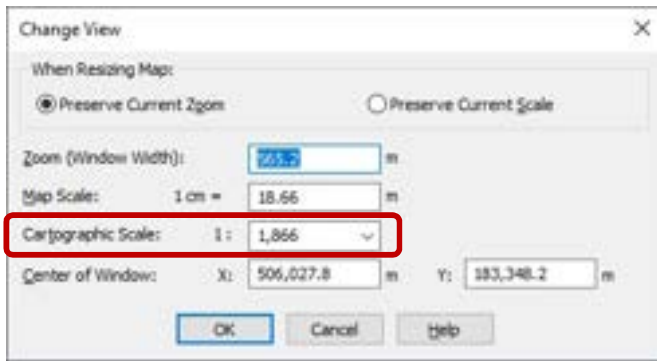 Change View
When Resizing Map:
Preserve Current Zoom Preserve Current Scale
Zoom (Window Width): m
Map Scale: 1 cm = 18.66 m
Cartographic Scale: 1: 1,866
Center of Window: X: 506,027.8 m Y: 183,348.2 m
OK Cancel Help